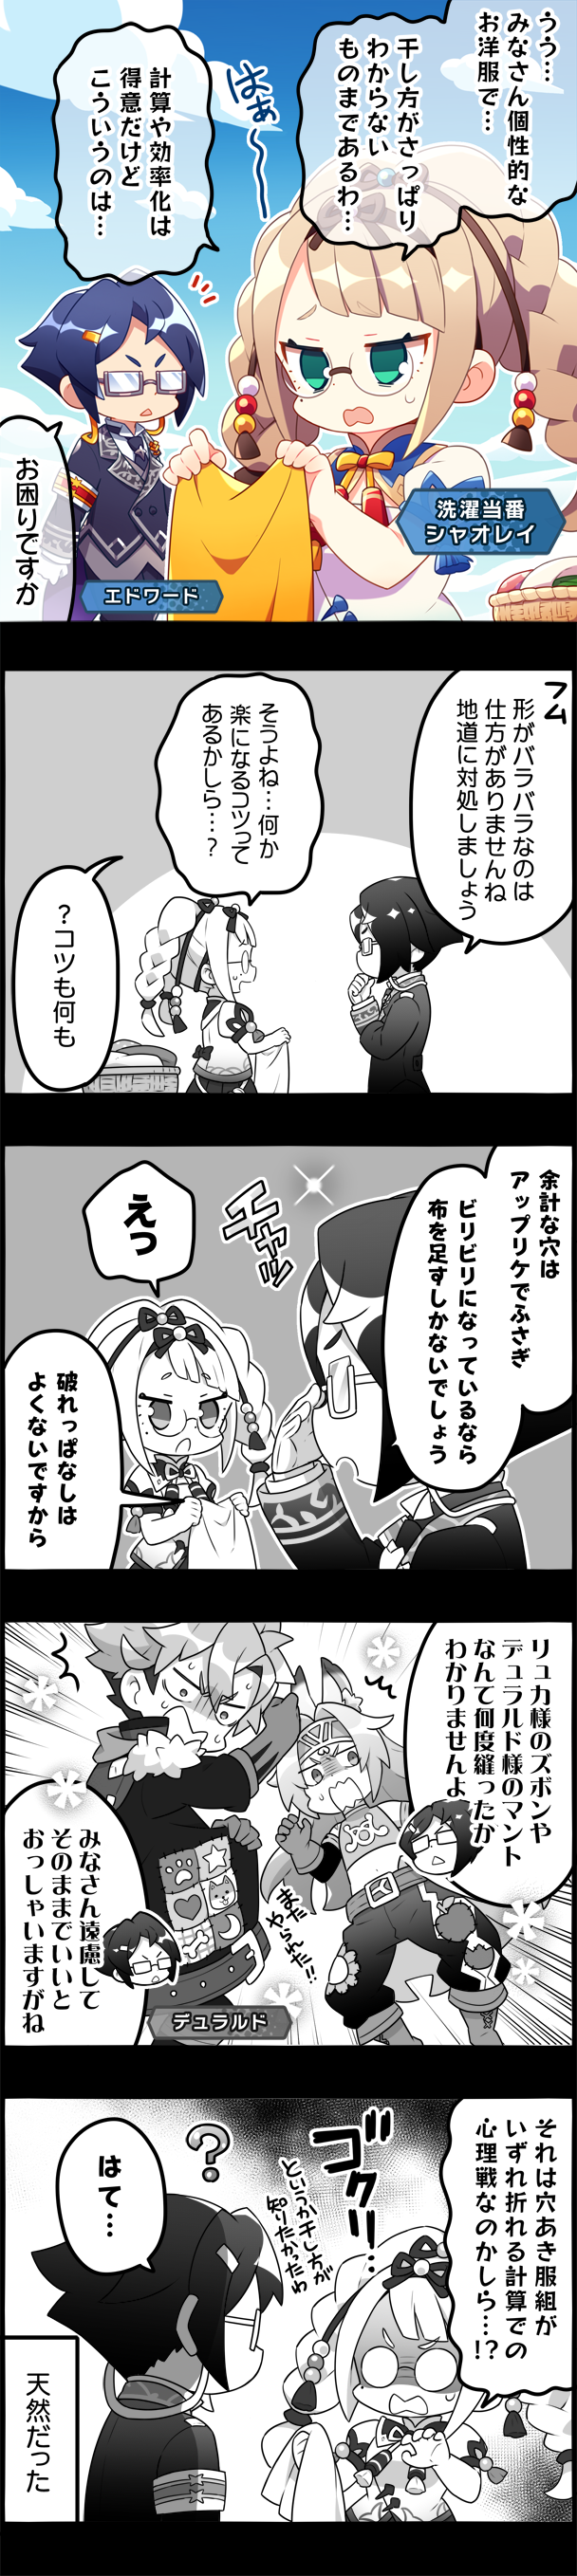 うう…
みなさん個性的な
お洋服で…
干し方がさっぱり
わからない
ものまであるわ…
はぁ〜
計算や効率化は
得意だけど
こういうのは…
洗濯当番
シャオレイ
エドワード
お困りですか
フム
形がバラバラなのは
仕方がありませんね
地道に対処しましょう
そうよね…何か
楽になるコツって
あるかしら…?
?コツも何も
余計な穴は
アップリケでふさぎ
ビリビリになっているなら
布を足すしかないでしょう
チャッ
えっ
破れっぱなしは
よくないですから
リュカ様のズボンや
デュラルド様のマント
なんて何度縫ったか
わかりませんよ
また
やられた!!
みなさん遠慮して
そのままでいいと
おっしゃいますがね
デュラルド
それは穴あき服組が
いずれ折れる計算での
心理戦なのかしら…!?
ゴクリ…
というか干し方が
知りたかったわ
?
はて…
天然だった